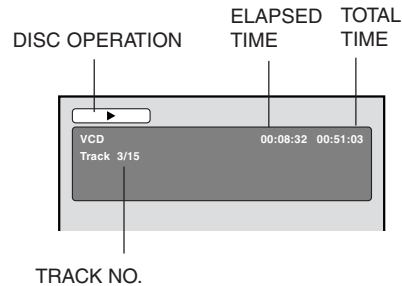 ELAPSED TIME
TOTAL TIME
DISC OPERATION
VCD 00:08:32 00:51:03
Track 3/15
TRACK NO.